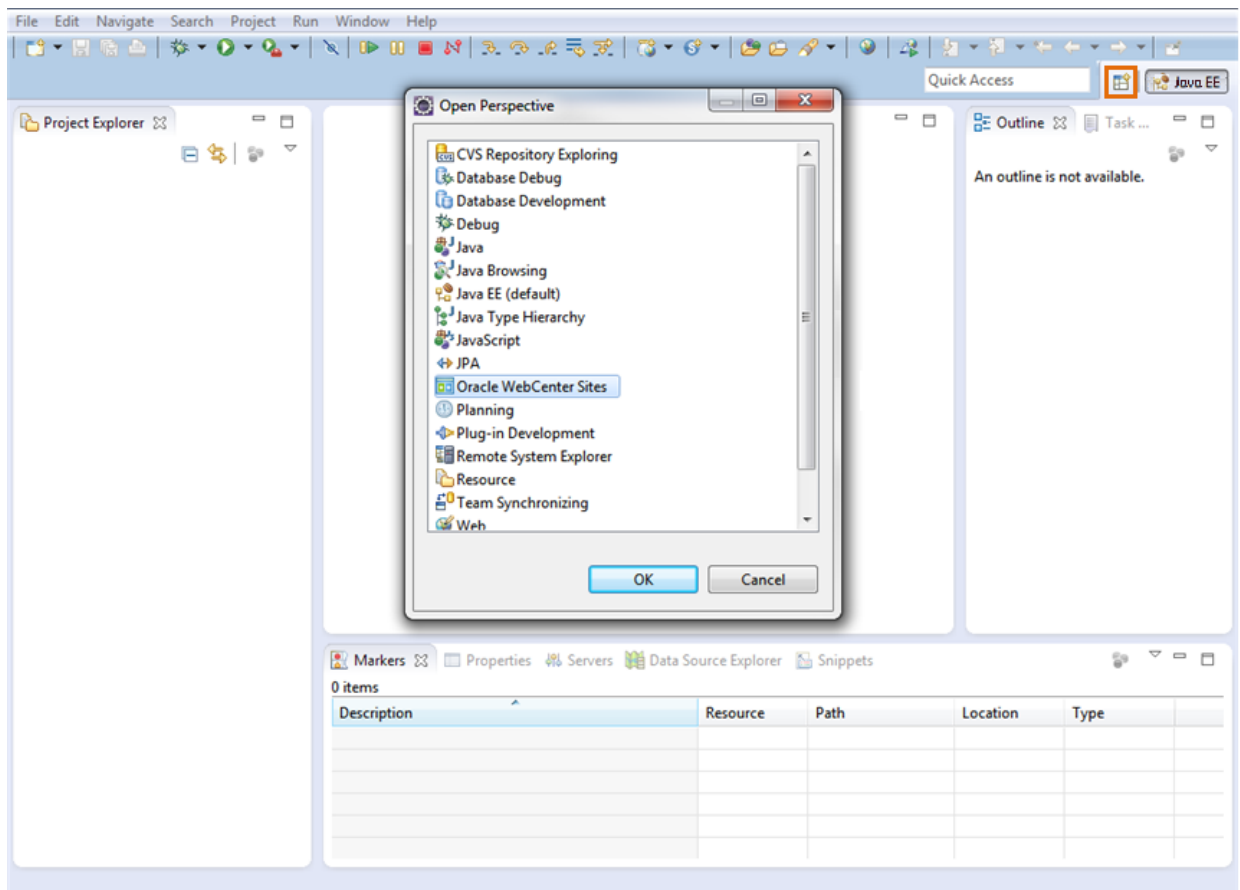 File Edit Navigate Search Project Run Window Help
Quick Access
Java EE
Project Explorer
Open Perspective
CVS Repository Exploring
Database Debug
Database Development
Debug
Java
Java Browsing
Java EE (default)
Java Type Hierarchy
JavaScript
JPA
Oracle WebCenter Sites
Planning
Plug-in Development
Remote System Explorer
Resource
Team Synchronizing
Web
OK Cancel
Outline Task ...
An outline is not available.
Markers Properties Servers Data Source Explorer Snippets
0 items
Description Resource Path Location Type